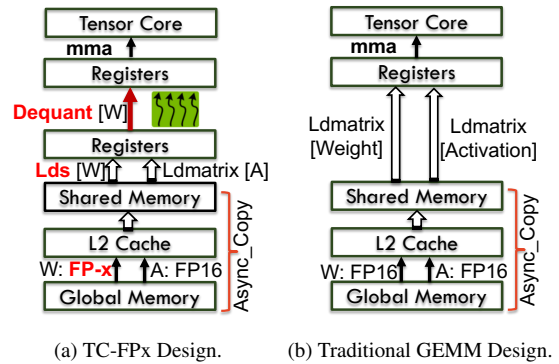 Tensor Core
mma
Registers
Dequant [W]
Registers
Lds [W]
Ldmatrix [A]
Shared Memory
L2 Cache
W: FP-x
A: FP16
Global Memory
Async_Copy
(a) TC-FPx Design.
Tensor Core
mma
Registers
Ldmatrix
[Weight]
Ldmatrix
[Activation]
Shared Memory
L2 Cache
W: FP16
A: FP16
Global Memory
Async_Copy
(b) Traditional GEMM Design.